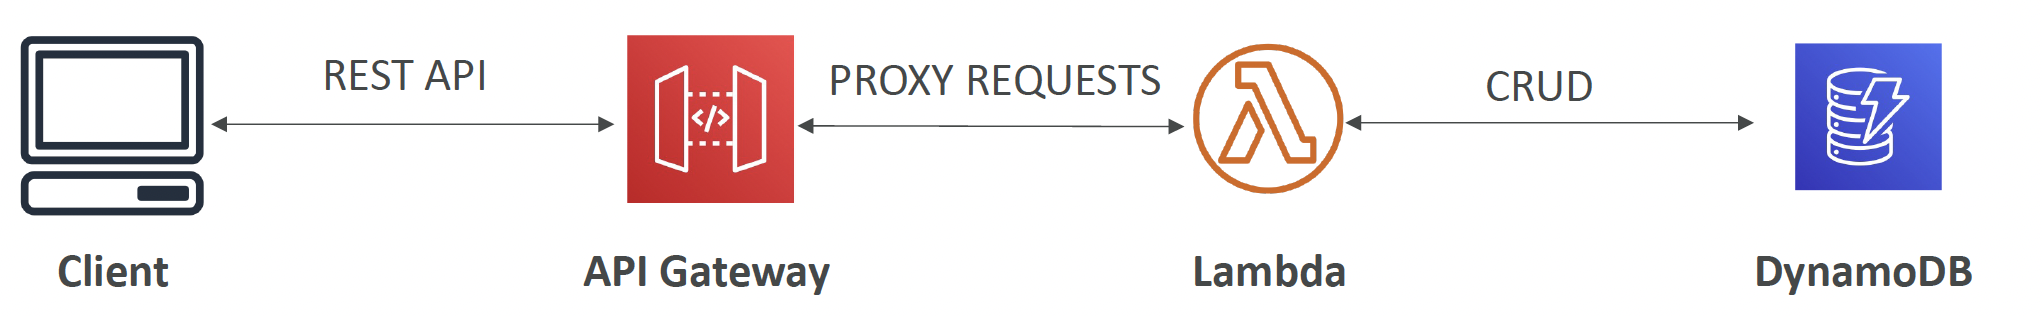 REST API
PROXY REQUESTS
CRUD
</>
Client
API Gateway
Lambda
DynamoDB